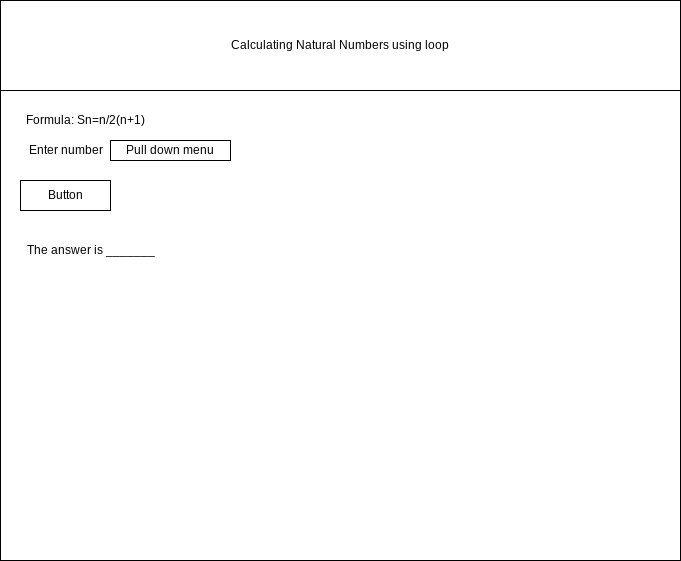 Calculating Natural Numbers using loop
Formula: Sn=n/2(n+1)
Enter number Pull down menu
Button
The answer is _______